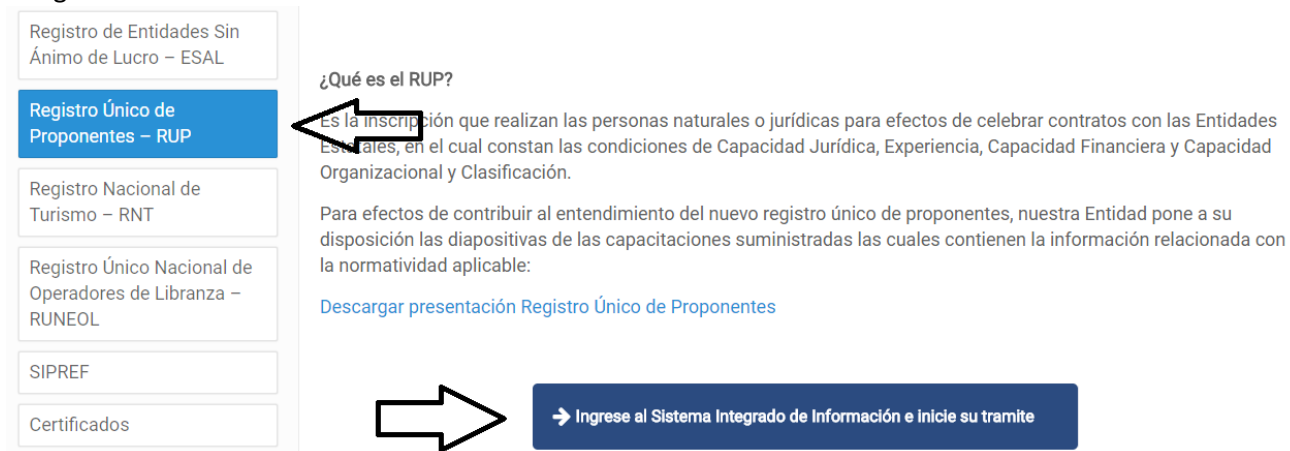 Registro de Entidades Sin
Ánimo de Lucro – ESAL
Registro Único de
Proponentes – RUP
Registro Nacional de
Turismo – RNT
Registro Único Nacional de
Operadores de Libranza –
RUNEOL
SIPREF
Certificados
¿Qué es el RUP?
Es la inscripción que realizan las personas naturales o jurídicas para efectos de celebrar contratos con las Entidades
Estatales, en el cual constan las condiciones de Capacidad Jurídica, Experiencia, Capacidad Financiera y Capacidad
Organizacional y Clasificación.
Para efectos de contribuir al entendimiento del nuevo registro único de proponentes, nuestra Entidad pone a su
disposición las diapositivas de las capacitaciones suministradas las cuales contienen la información relacionada con
la normatividad aplicable:
Descargar presentación Registro Único de Proponentes
Ingrese al Sistema Integrado de Información e inicie su tramite